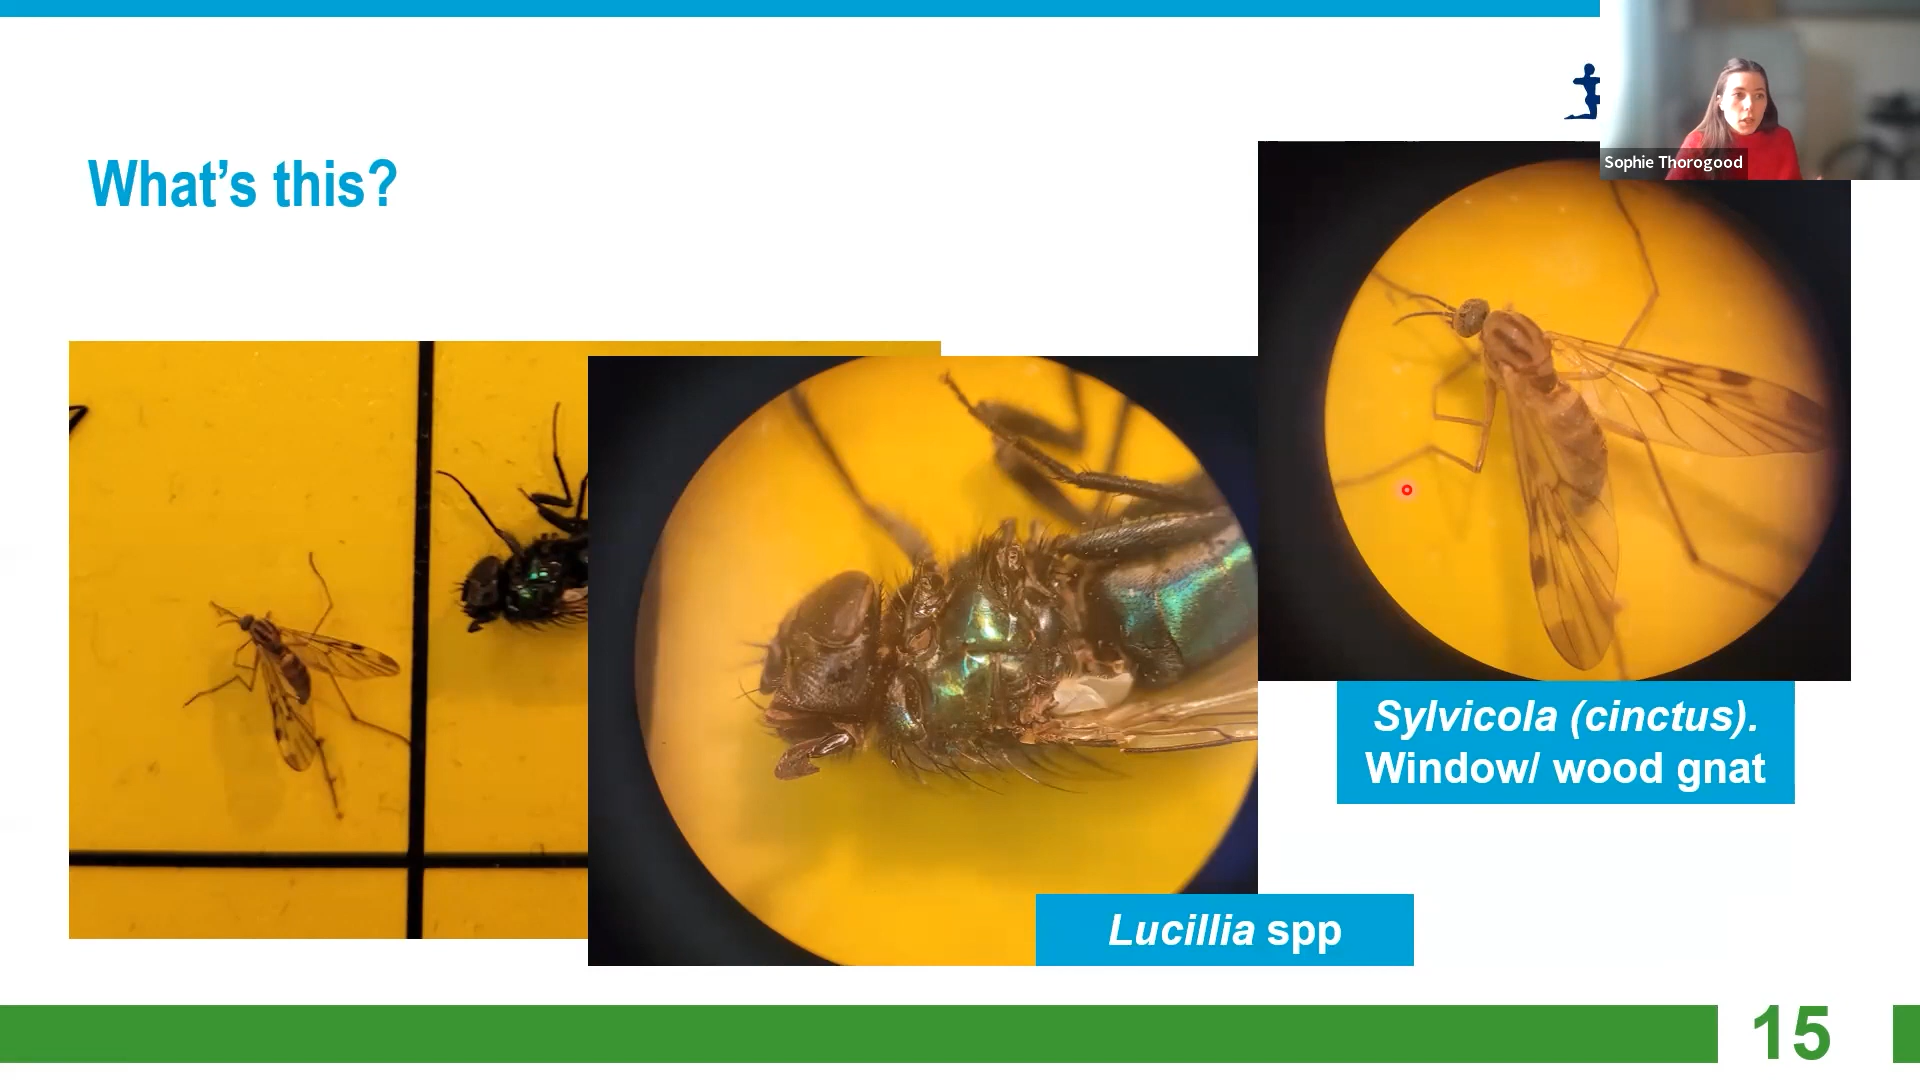 What's this?
Sophie Thorogood
Sylvicola (cinctus).
Window/ wood gnat
Lucillia spp
15